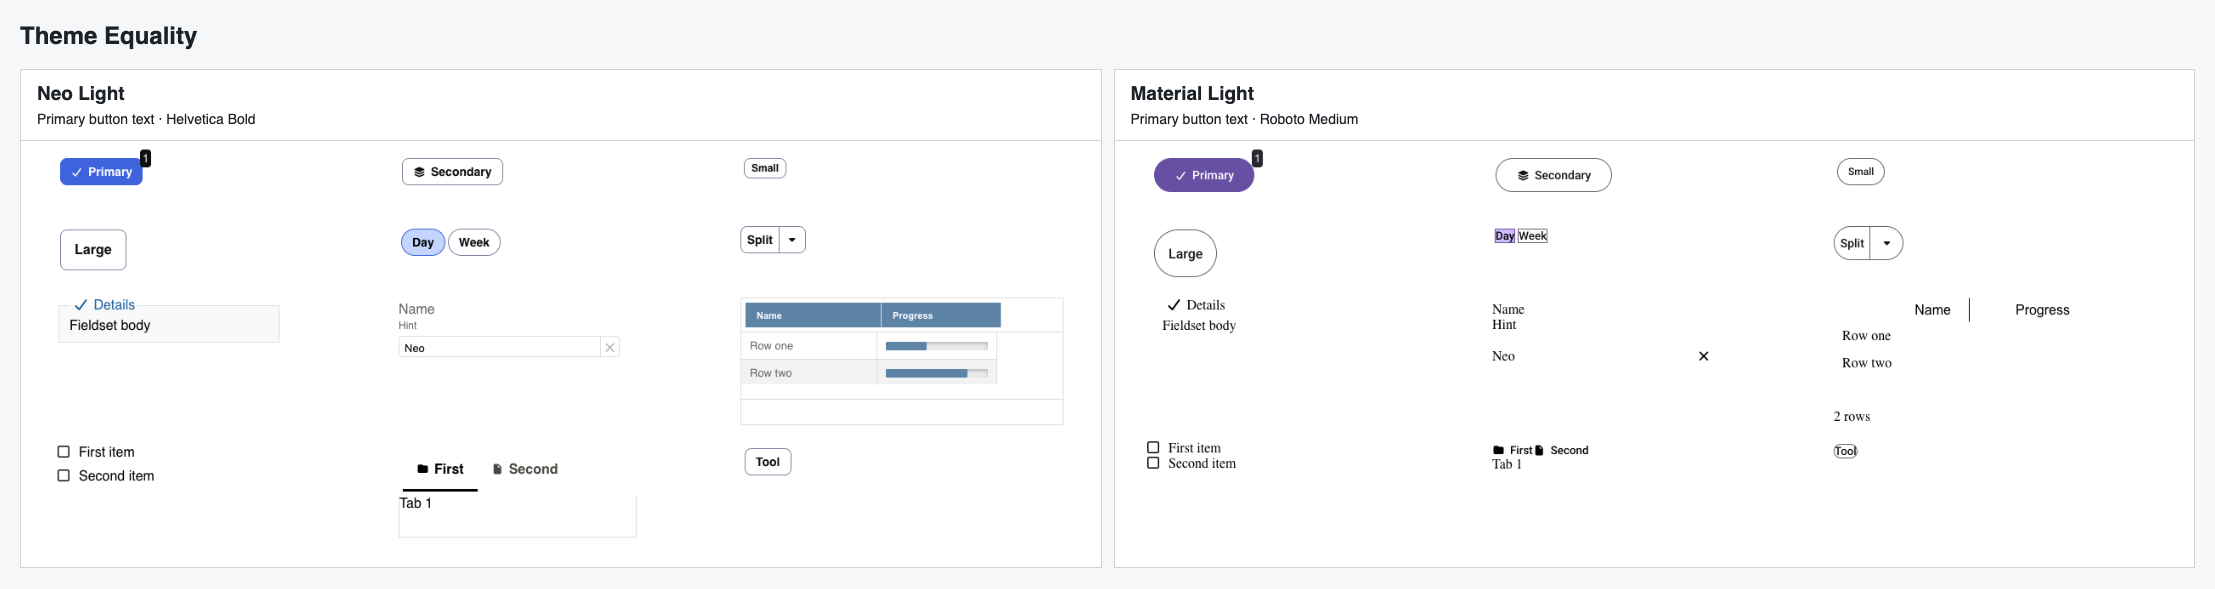 Theme Equality
Neo Light
Primary button text · Helvetica Bold
Primary
1
Secondary
Small
Large
Day
Week
Split
Details
Fieldset body
Name
Hint
Neo
Name
Progress
Row one
Row two
First item
Second item
First
Second
Tab 1
Tool
Material Light
Primary button text · Roboto Medium
Primary
1
Secondary
Small
Large
Day
Week
Split
Details
Fieldset body
Name
Hint
Neo
Name
Progress
Row one
Row two
2 rows
First item
Second item
First
Second
Tab 1
Tool